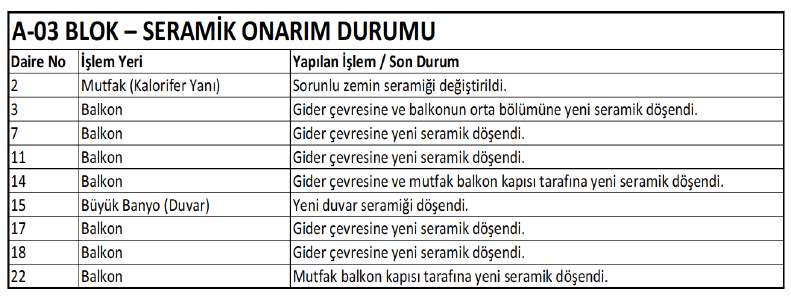 A-03 BLOK – SERAMİK ONARIM DURUMU
Daire No İşlem Yeri Yapılan İşlem / Son Durum
2 Mutfak (Kalorifer Yanı) Sorunlu zemin seramiği değiştirildi.
3 Balkon Gider çevresine ve balkonun orta bölümüne yeni seramik döşendi.
7 Balkon Gider çevresine yeni seramik döşendi.
11 Balkon Gider çevresine yeni seramik döşendi.
14 Balkon Gider çevresine ve mutfak balkon kapısı tarafına yeni seramik döşendi.
15 Büyük Banyo (Duvar) Yeni duvar seramiği döşendi.
17 Balkon Gider çevresine yeni seramik döşendi.
18 Balkon Gider çevresine yeni seramik döşendi.
22 Balkon Mutfak balkon kapısı tarafına yeni seramik döşendi.